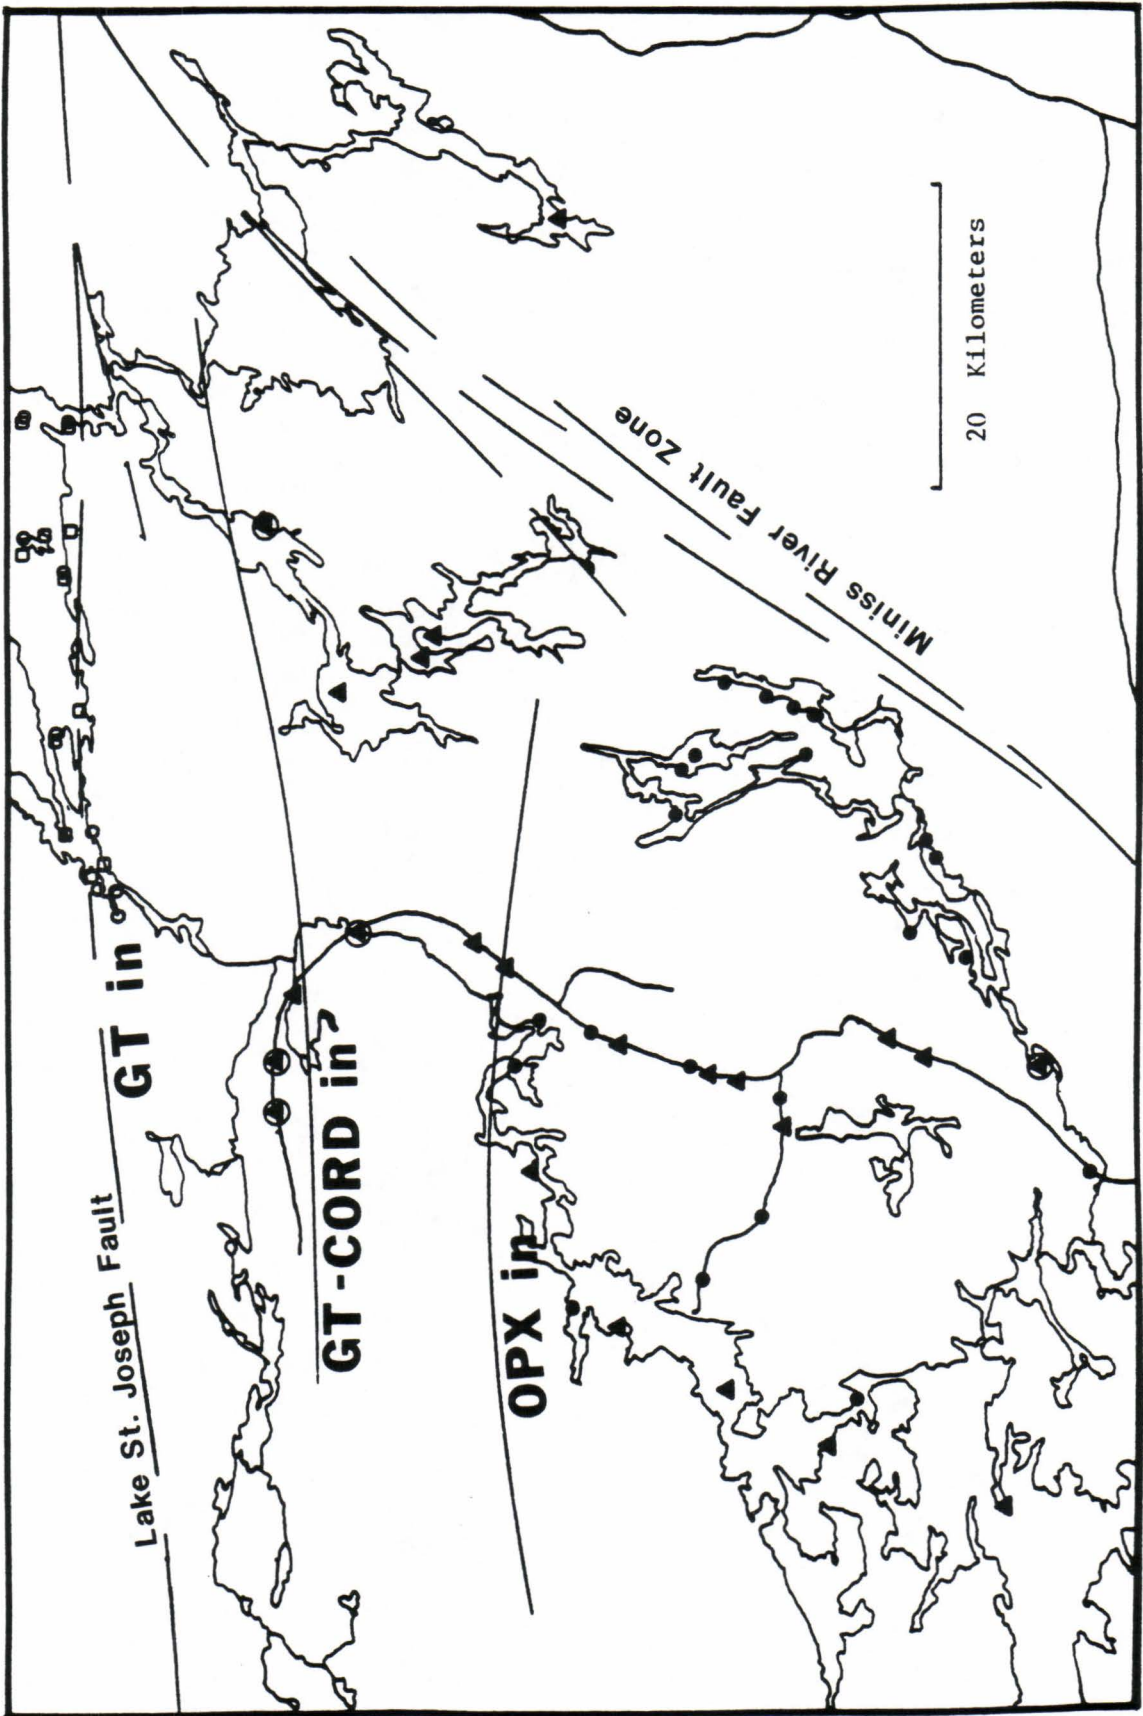 Lake St. Joseph Fault
GT in
GT-CORD in
OPX in
Miniss River Fault Zone
20 Kilometers